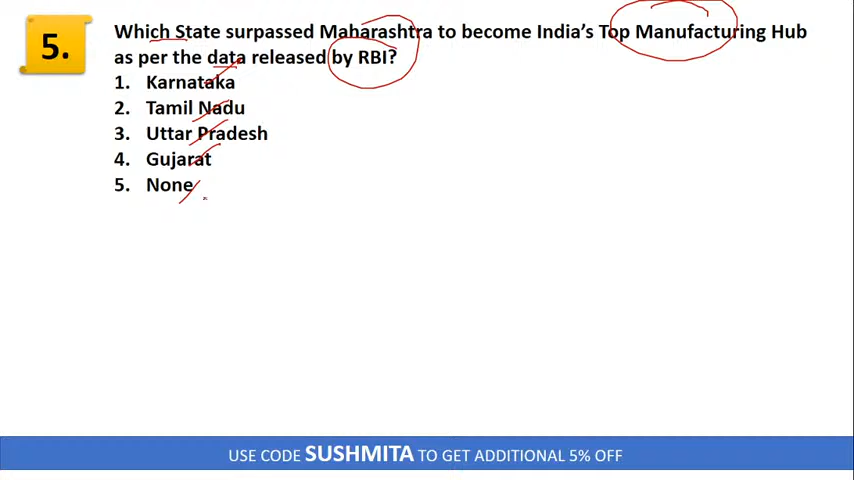 5.
Which State surpassed Maharashtra to become India’s Top Manufacturing Hub
as per the data released by RBI?
1. Karnataka
2. Tamil Nadu
3. Uttar Pradesh
4. Gujarat
5. None
USE CODE SUSHMITA TO GET ADDITIONAL 5% OFF